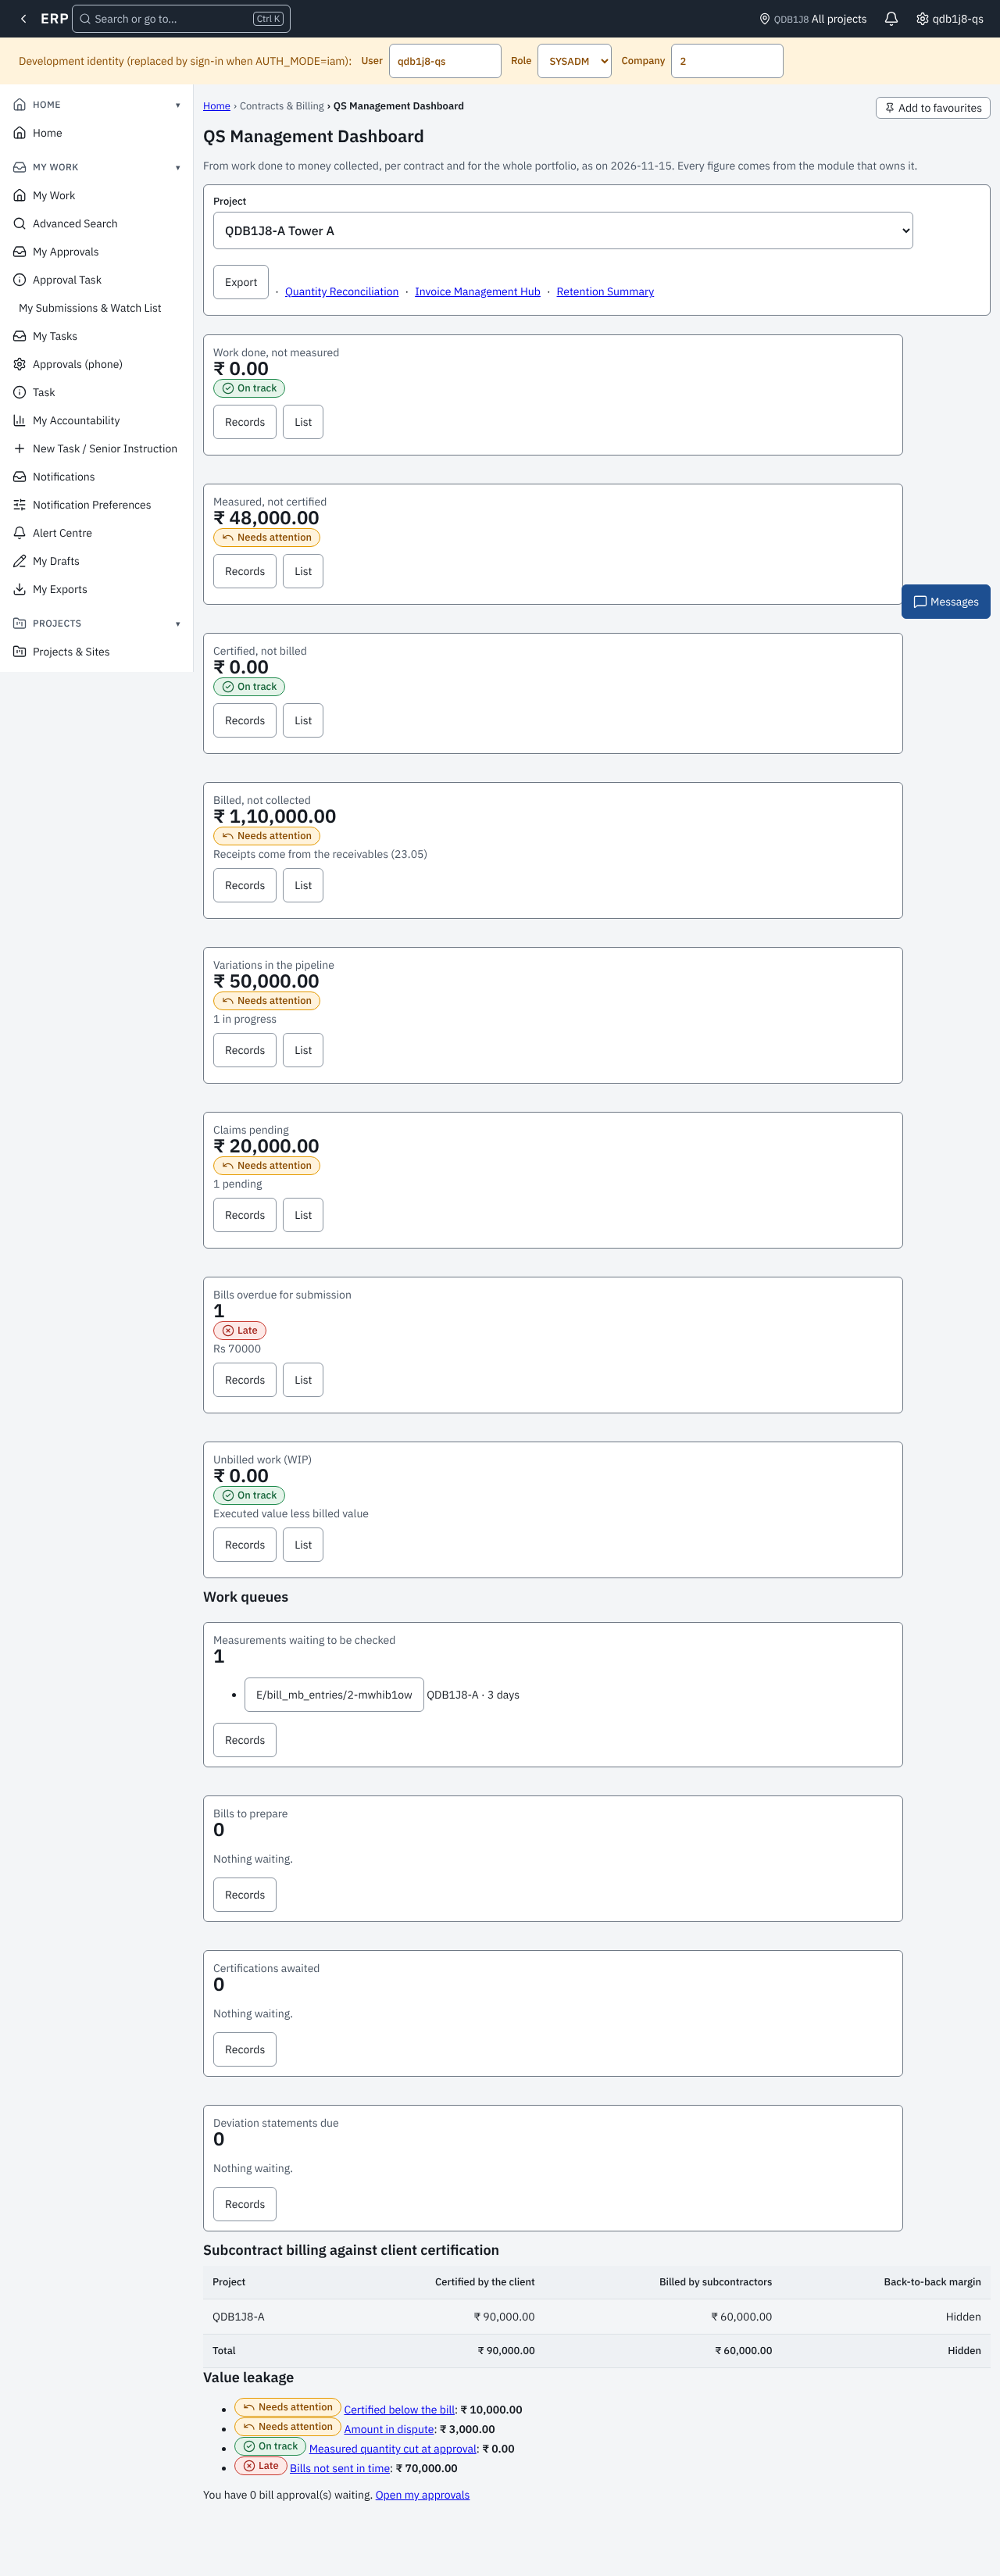 ERP Search or go to... Ctrl K QDB1J8 All projects qdb1j8-qs
Development identity (replaced by sign-in when AUTH_MODE=iam): User qdb1j8-qs Role SYSADM Company 2
HOME
Home
MY WORK
My Work
Advanced Search
My Approvals
Approval Task
My Submissions & Watch List
My Tasks
Approvals (phone)
Task
My Accountability
New Task / Senior Instruction
Notifications
Notification Preferences
Alert Centre
My Drafts
My Exports
PROJECTS
Projects & Sites
Home › Contracts & Billing › QS Management Dashboard
Add to favourites
QS Management Dashboard
From work done to money collected, per contract and for the whole portfolio, as on 2026-11-15. Every figure comes from the module that owns it.
Project
QDB1J8-A Tower A
Export · Quantity Reconciliation · Invoice Management Hub · Retention Summary
Work done, not measured
₹ 0.00
On track
Records List
Measured, not certified
₹ 48,000.00
Needs attention
Records List
Messages
Certified, not billed
₹ 0.00
On track
Records List
Billed, not collected
₹ 1,10,000.00
Needs attention
Receipts come from the receivables (23.05)
Records List
Variations in the pipeline
₹ 50,000.00
Needs attention
1 in progress
Records List
Claims pending
₹ 20,000.00
Needs attention
1 pending
Records List
Bills overdue for submission
1
Late
Rs 70000
Records List
Unbilled work (WIP)
₹ 0.00
On track
Executed value less billed value
Records List
Work queues
Measurements waiting to be checked
1
E/bill_mb_entries/2-mwhib1ow QDB1J8-A · 3 days
Records
Bills to prepare
0
Nothing waiting.
Records
Certifications awaited
0
Nothing waiting.
Records
Deviation statements due
0
Nothing waiting.
Records
Subcontract billing against client certification
Project Certified by the client Billed by subcontractors Back-to-back margin
QDB1J8-A ₹ 90,000.00 ₹ 60,000.00 Hidden
Total ₹ 90,000.00 ₹ 60,000.00 Hidden
Value leakage
Needs attention Certified below the bill: ₹ 10,000.00
Needs attention Amount in dispute: ₹ 3,000.00
On track Measured quantity cut at approval: ₹ 0.00
Late Bills not sent in time: ₹ 70,000.00
You have 0 bill approval(s) waiting. Open my approvals